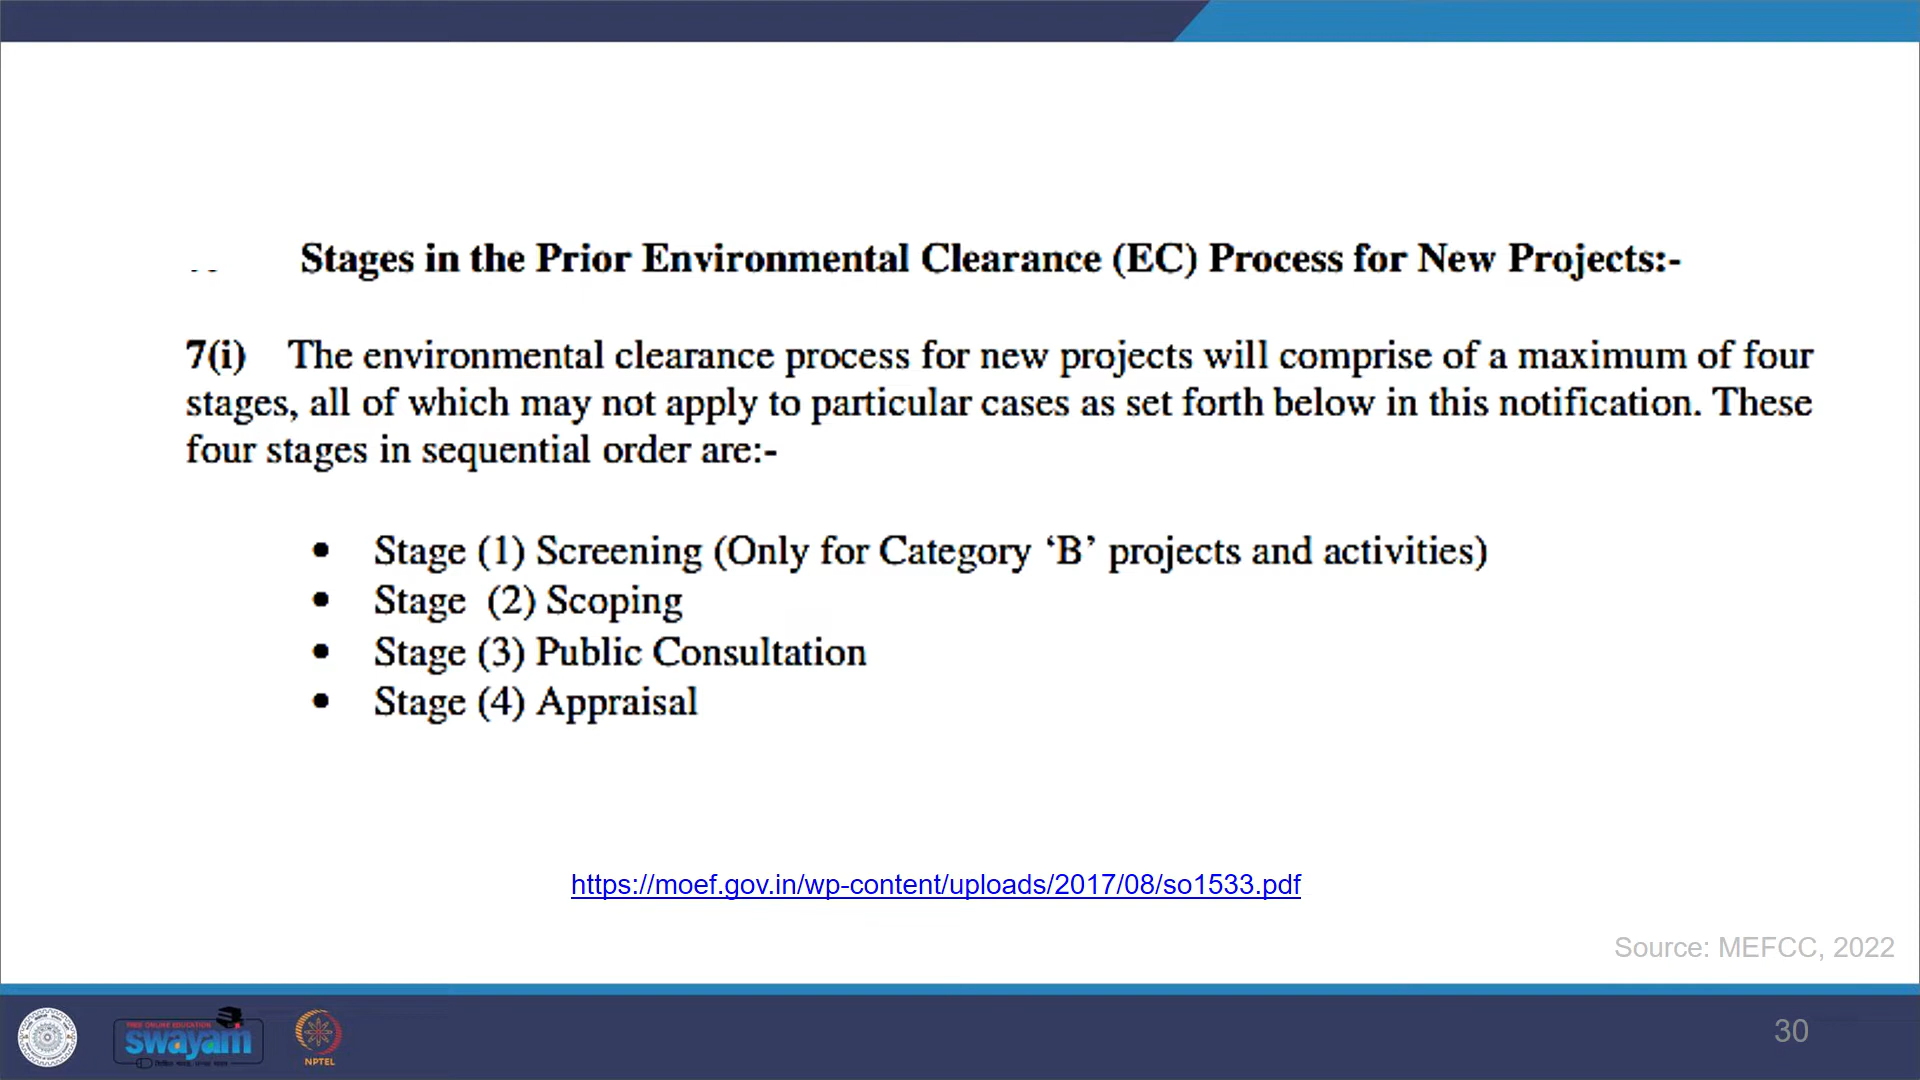 Stages in the Prior Environmental Clearance (EC) Process for New Projects:-
7(i) The environmental clearance process for new projects will comprise of a maximum of four
stages, all of which may not apply to particular cases as set forth below in this notification. These
four stages in sequential order are:-
• Stage (1) Screening (Only for Category ‘B’ projects and activities)
• Stage (2) Scoping
• Stage (3) Public Consultation
• Stage (4) Appraisal
https://moef.gov.in/wp-content/uploads/2017/08/so1533.pdf
Source: MEFCC, 2022
FREE ONLINE EDUCATION
swayam
NPTEL
30